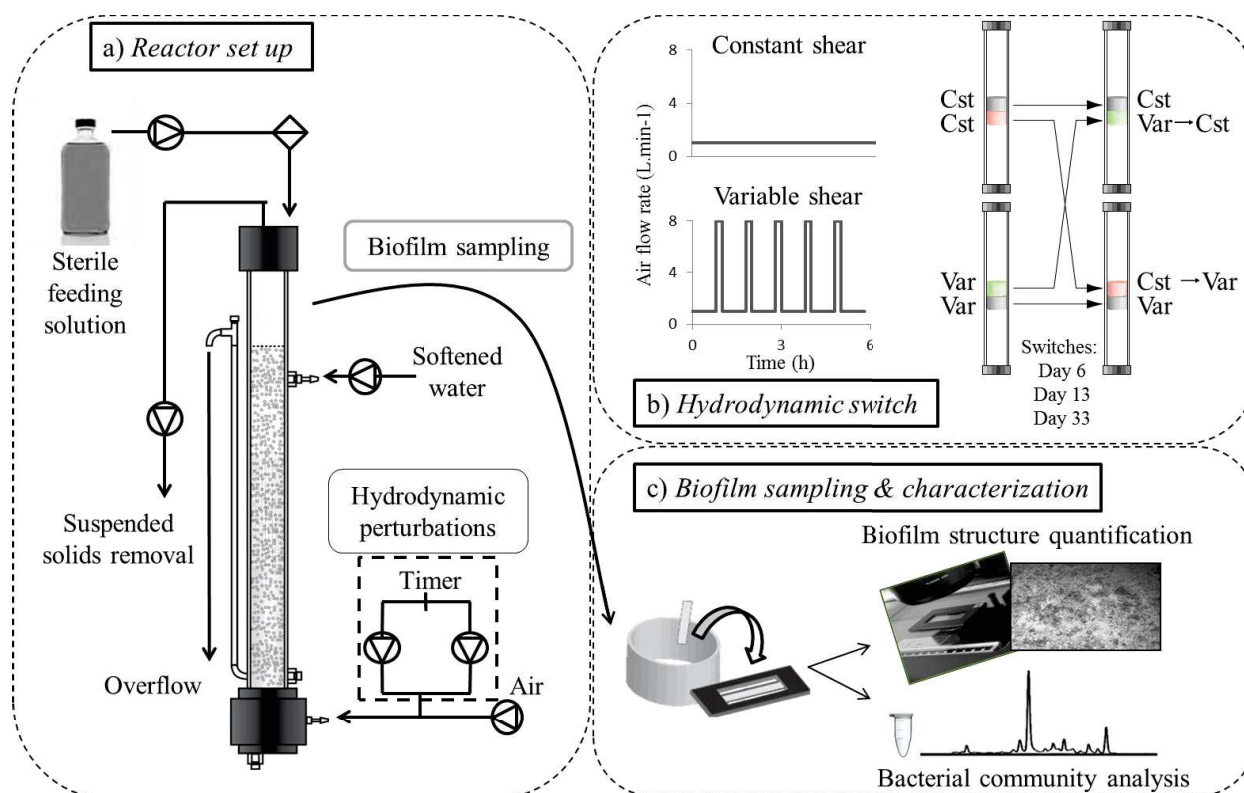 a) Reactor set up
Sterile
feeding
solution
Biofilm sampling
Softened
water
Suspended
solids removal
Hydrodynamic
perturbations
Timer
Overflow
Air
Constant shear
8
4
0
Variable shear
8
4
0
0
3
6
Air flow rate (L.min-1)
Time (h)
Cst
Cst
Cst
Var→Cst
Var
Var
Cst →Var
Var
Switches:
Day 6
Day 13
Day 33
b) Hydrodynamic switch
c) Biofilm sampling & characterization
Biofilm structure quantification
Bacterial community analysis